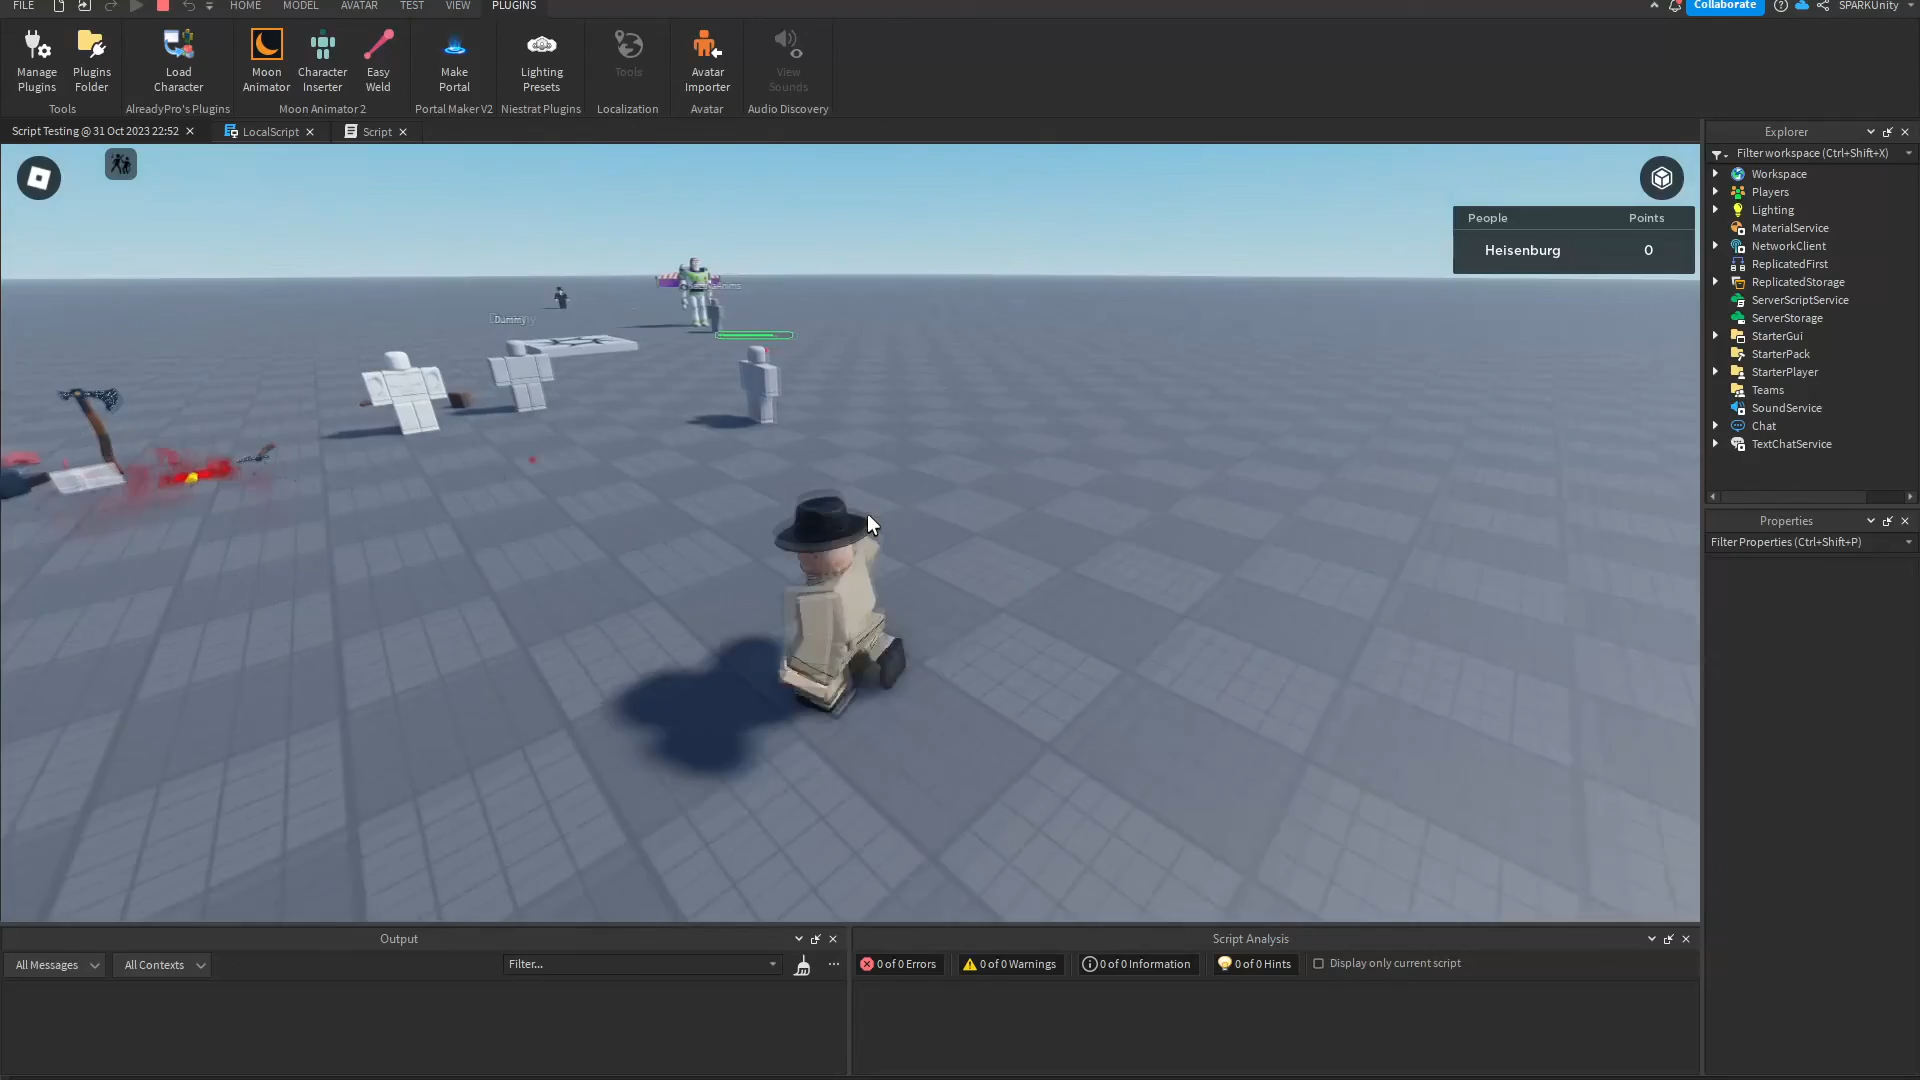 FILE HOME MODEL AVATAR TEST VIEW PLUGINS Collaborate SPARKUnity
Manage Plugins Plugins Folder Load Character Moon Animator Character Inserter Easy Weld Make Portal Lighting Presets Tools Avatar Importer View Sounds
Tools AlreadyPro's Plugins Moon Animator 2 Portal Maker V2 Niestrat Plugins Localization Avatar Audio Discovery
Script Testing @ 31 Oct 2023 22:52 LocalScript Script
People Points
Heisenburg 0
Dummy
Explorer
Filter workspace (Ctrl+Shift+X)
Workspace
Players
Lighting
MaterialService
NetworkClient
ReplicatedFirst
ReplicatedStorage
ServerScriptService
ServerStorage
StarterGui
StarterPack
StarterPlayer
Teams
SoundService
Chat
TextChatService
Properties
Filter Properties (Ctrl+Shift+P)
Output
All Messages All Contexts Filter...
Script Analysis
0 of 0 Errors 0 of 0 Warnings 0 of 0 Information 0 of 0 Hints Display only current script